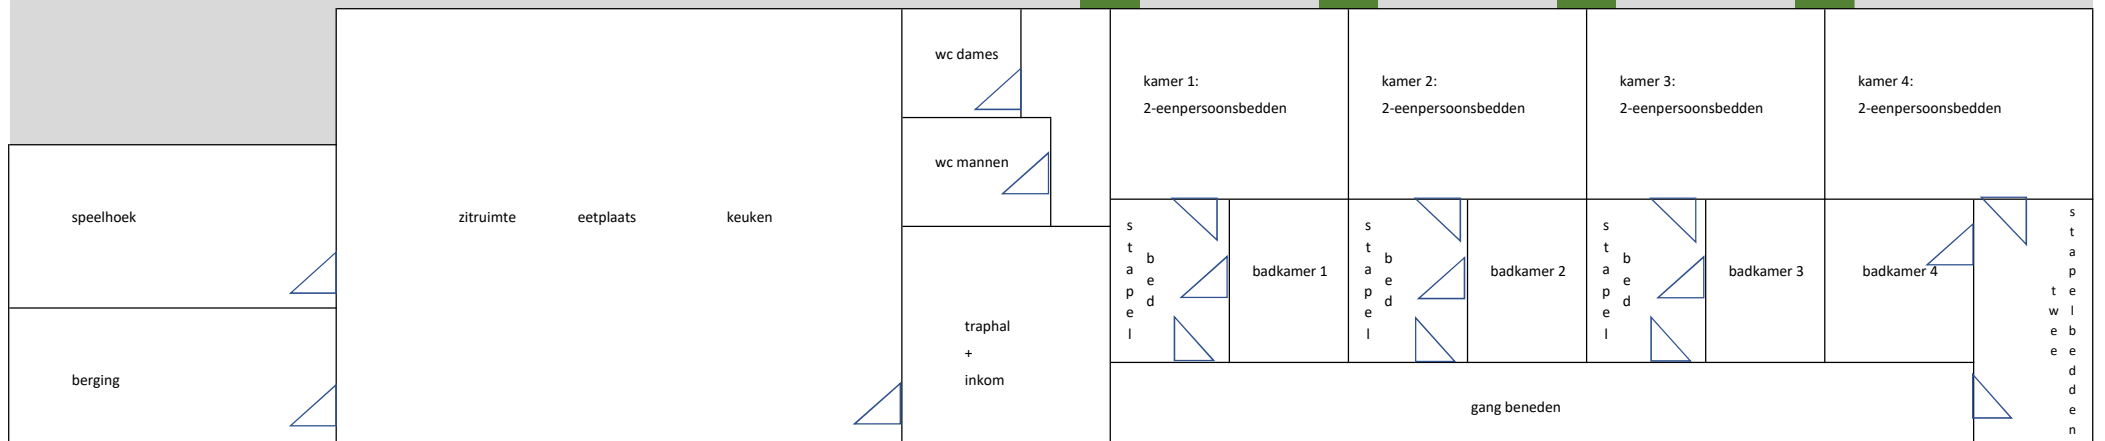 wc dames
kamer 1:
2-eenpersoonsbedden
kamer 2:
2-eenpersoonsbedden
kamer 3:
2-eenpersoonsbedden
kamer 4:
2-eenpersoonsbedden
wc mannen
speelhoek
zitruimte eetplaats keuken
stapel
bed
badkamer 1
stapel
bed
badkamer 2
stapel
bed
badkamer 3
badkamer 4
twee
stapelbedden
traphal
+
inkom
berging
gang beneden